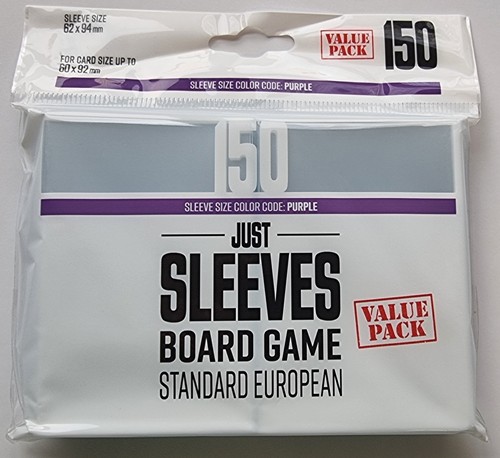 SLEEVE SIZE
62 x 94 mm
FOR CARD SIZE UP TO
60 x 92 mm
VALUE
PACK
150
SLEEVE SIZE COLOR CODE: PURPLE
150
SLEEVE SIZE COLOR CODE: PURPLE
JUST
SLEEVES
BOARD GAME
STANDARD EUROPEAN
VALUE
PACK